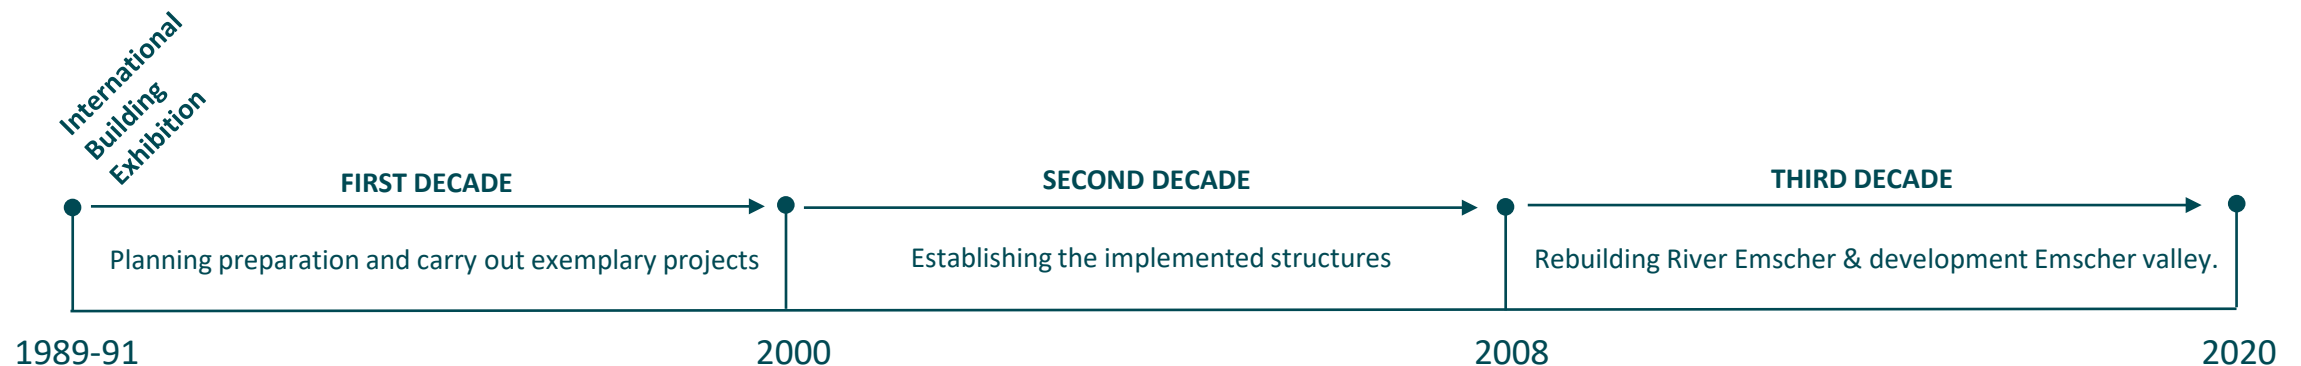 International
Building
Exhibition
FIRST DECADE
SECOND DECADE
THIRD DECADE
Planning preparation and carry out exemplary projects
Establishing the implemented structures
Rebuilding River Emscher & development Emscher valley.
1989-91
2000
2008
2020